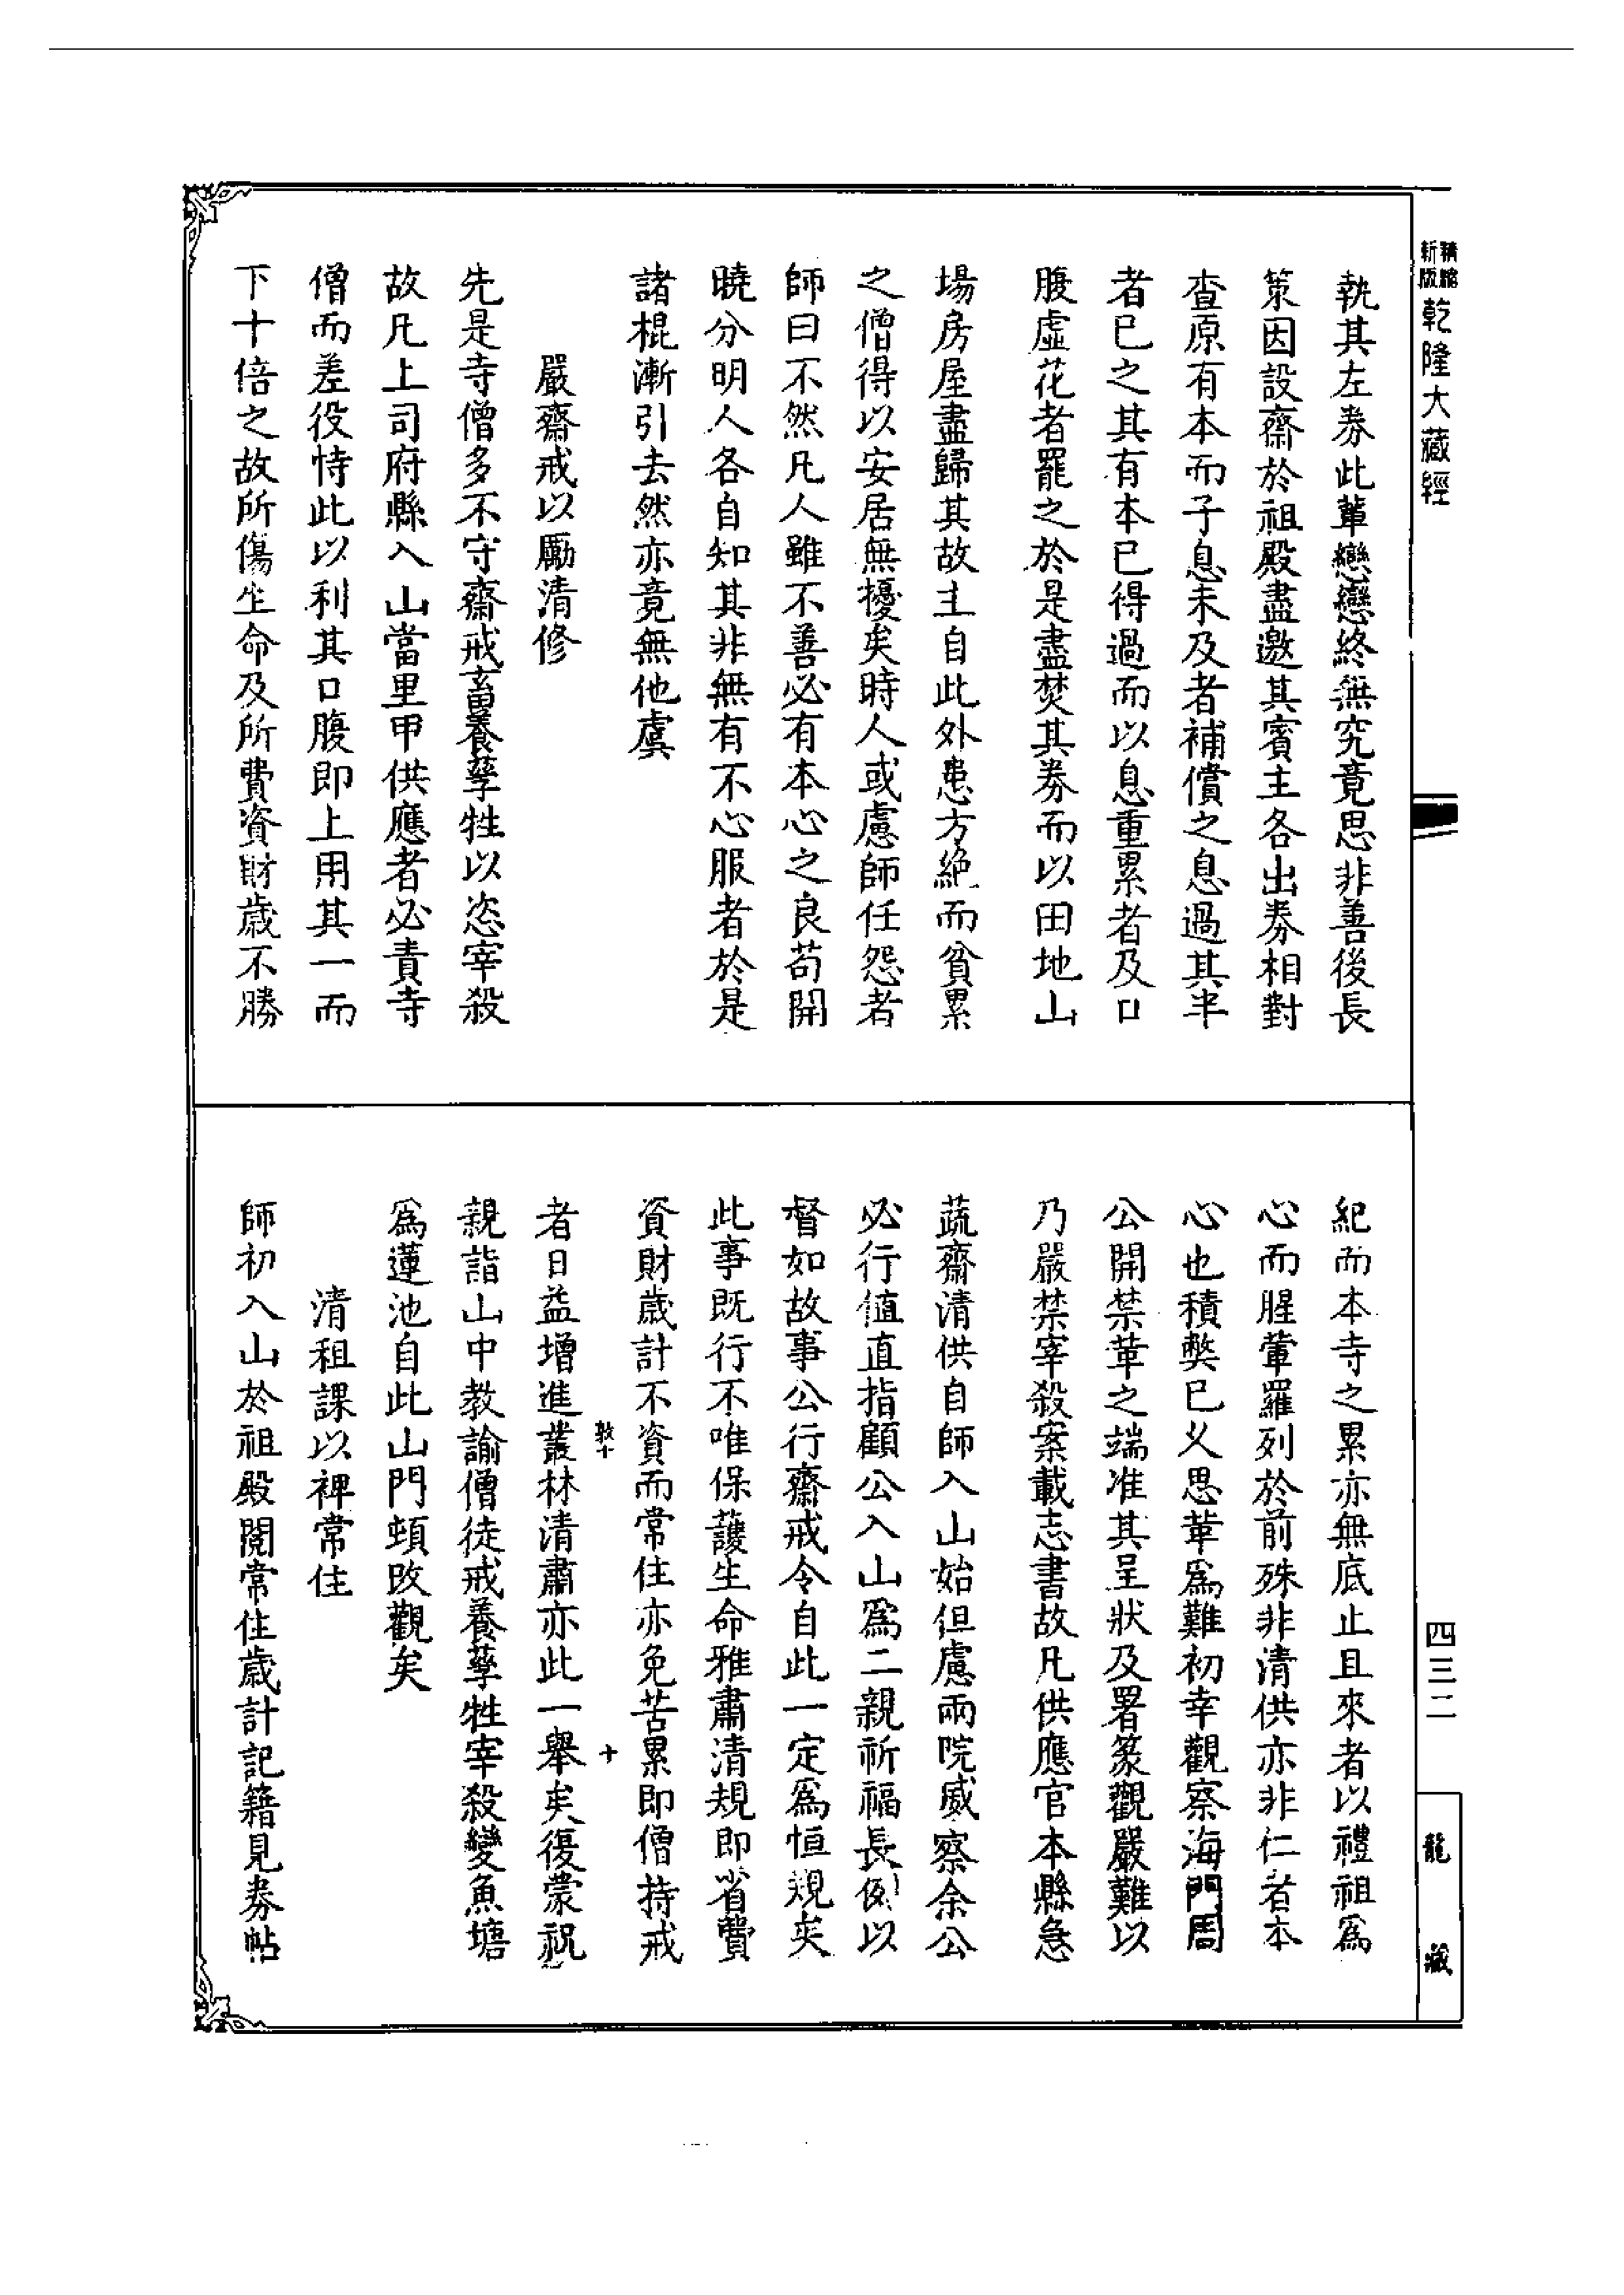 精縮
新版
乾隆大藏經
執其左券此輩戀戀終無究竟思非善後長
策因設齋於祖殿盡邀其賓主各出券相對
查原有本而子息未及者補償之息過其半
者已之其有本已得過而以息重累者及口
腹虛花者罷之於是盡焚其券而以田地山
場房屋盡歸其故主自此外患方絕而貧累
之僧得以安居無擾矣時人或慮師任怨者
師曰不然凡人雖不善必有本心之良苟開
曉分明人各自知其非無有不心服者於是
諸棍漸引去然亦竟無他虞
嚴齋戒以勵清修
先是寺僧多不守齋戒畜養孳牲以恣宰殺
故凡上司府縣入山當里甲供應者必責寺
僧而差役恃此以利其口腹即上用其一而
下十倍之故所傷生命及所費資財歲不勝
紀而本寺之累亦無底止且來者以禮祖爲
心而腥葷羅列於前殊非清供亦非仁者本
心也積弊已久思革爲難初幸觀察海門周
公開禁革之端准其呈狀及署篆觀嚴難以
乃嚴禁宰殺案載志書故凡供應官本縣急
蔬齋清供自師入山始但慮兩院威察余公
必行値直指顧公入山爲二親祈福長例以
督如故事公行齋戒令自此一定爲恒規矣
此事既行不唯保護生命雅肅清規即省費
資財歲計不資而常住亦免苦累即僧持戒
者日益增進叢林清肅亦此一舉矣復蒙祝
親詣山中教諭僧徒戒養孳牲宰殺變魚塘
爲蓮池自此山門頓改觀矣
清租課以裨常住
師初入山於祖殿閱常住歲計記籍見券帖
敦十
十
四三二
龍藏